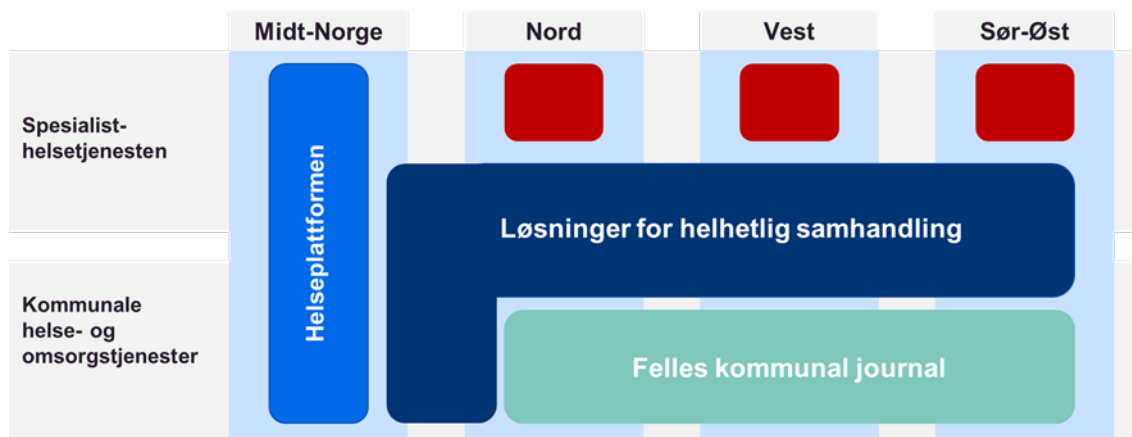 Midt-Norge
Nord
Vest
Sør-Øst
Spesialist-
helsetjenesten
Helseplattformen
Løsninger for helhetlig samhandling
Kommunale
helse- og
omsorgstjenester
Felles kommunal journal